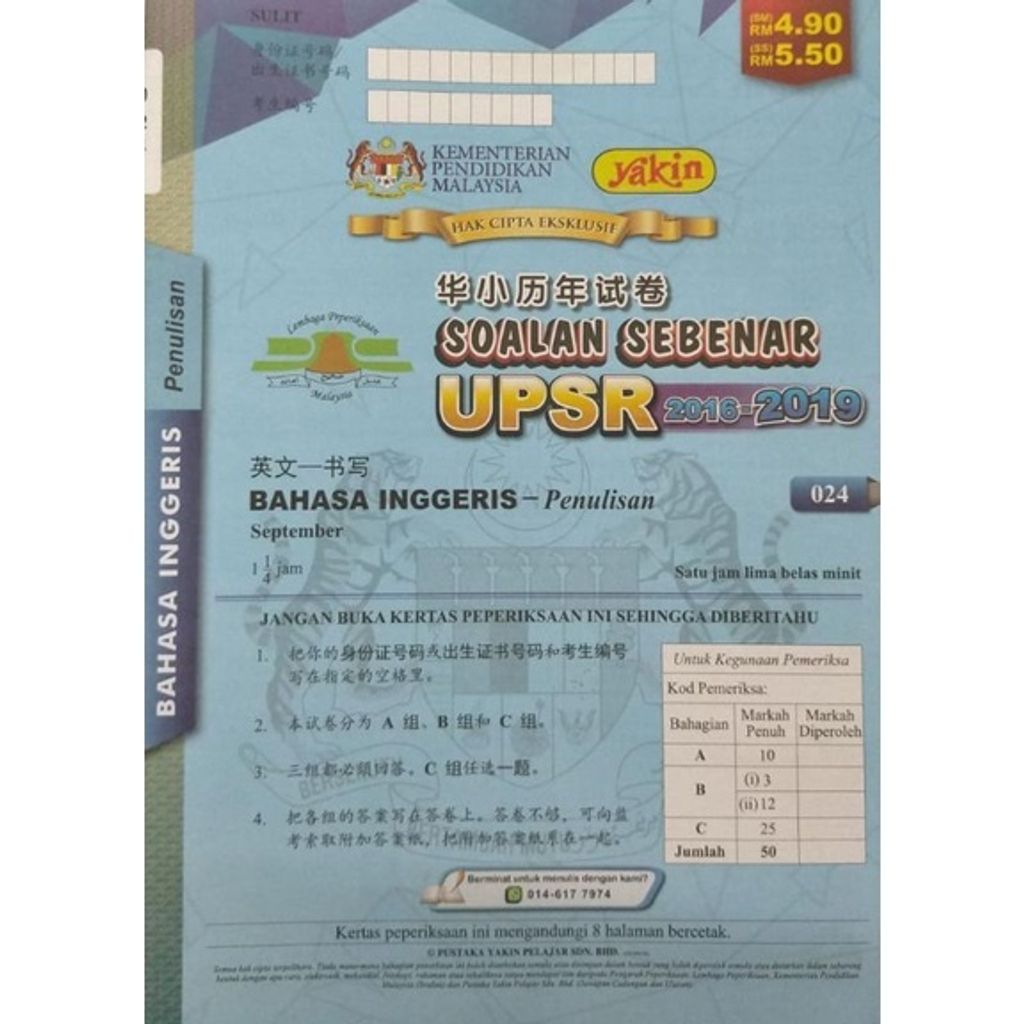 SULIT
身份证号码/
出生证书号码
考生编号
(SM)
RM4.90
(SS)
RM5.50
KEMENTERIAN
PENDIDIKAN
MALAYSIA
yakin
HAK CIPTA EKSKLUSIF
华小历年试卷
Lembaga Peperiksaan
Malaysia
SOALAN SEBENAR
UPSR 2016-2019
BAHASA INGGERIS Penulisan
英文—书写
BAHASA INGGERIS – Penulisan
024
September
1 1/4 jam
Satu jam lima belas minit
JANGAN BUKA KERTAS PEPERIKSAAN INI SEHINGGA DIBERITAHU
1. 把你的身份证号码或出生证书号码和考生编号
写在指定的空格里。
2. 本试卷分为 A 组、B 组和 C 组。
3. 三组都必须回答。C 组任选一题。
4. 把各组的答案写在答卷上。答卷不够，可向监
考索取附加答案纸，把附加答案纸系在一起。
Untuk Kegunaan Pemeriksa
Kod Pemeriksa:
Bahagian Markah Penuh Markah Diperoleh
A 10
B (i) 3
(ii) 12
C 25
Jumlah 50
Berminat untuk menulis dengan kami?
014-617 7974
Kertas peperiksaan ini mengandungi 8 halaman bercetak.
© PUSTAKA YAKIN PELAJAR SDN. BHD.